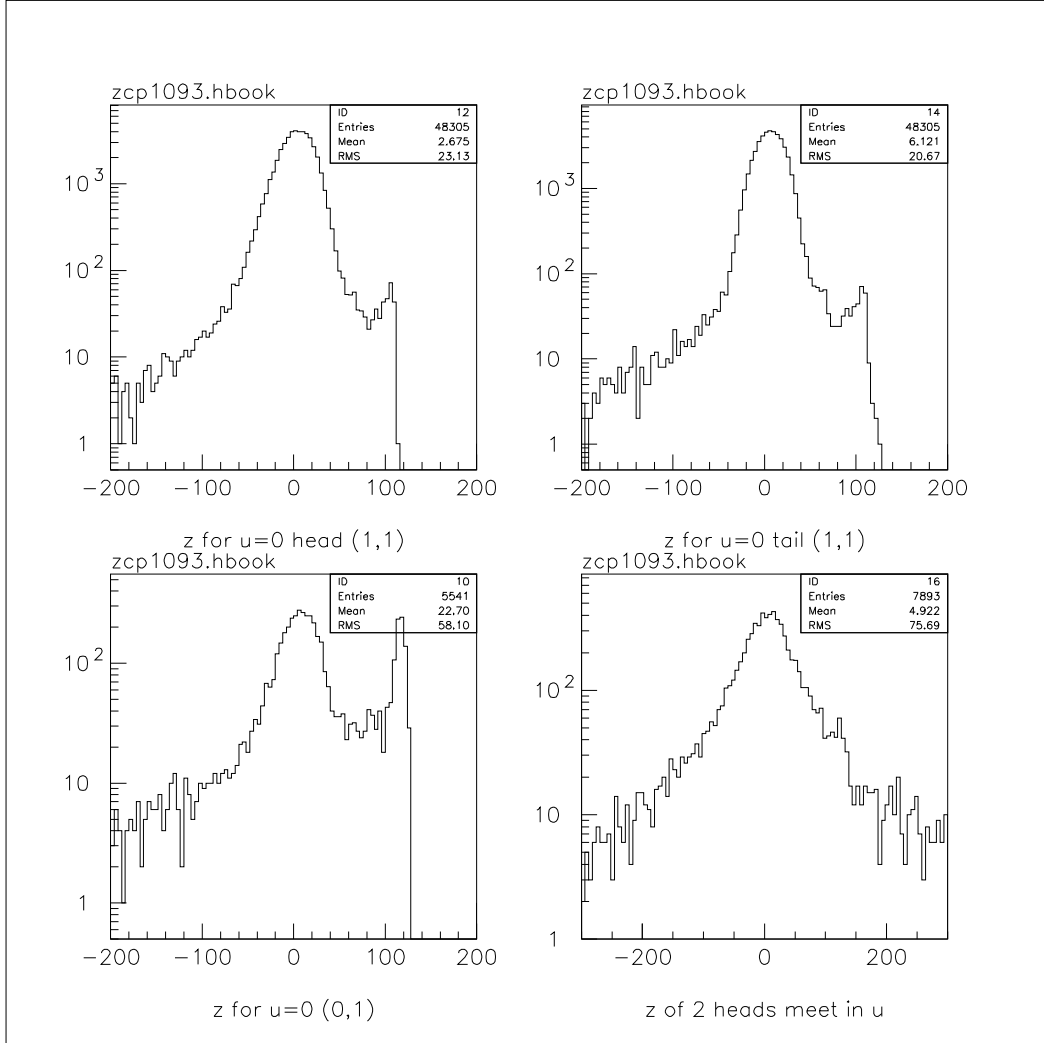 zcp1093.hbook
ID 12
Entries 48305
Mean 2.675
RMS 23.13
10 3
10 2
10
1
-200 -100 0 100 200
z for u=0 head (1,1)
zcp1093.hbook
ID 14
Entries 48305
Mean 6.121
RMS 20.67
10 3
10 2
10
1
-200 -100 0 100 200
z for u=0 tail (1,1)
zcp1093.hbook
ID 10
Entries 5541
Mean 22.70
RMS 58.10
10 2
10
1
-200 -100 0 100 200
z for u=0 (0,1)
zcp1093.hbook
ID 16
Entries 7893
Mean 4.922
RMS 75.69
10 2
10
1
-200 0 200
z of 2 heads meet in u